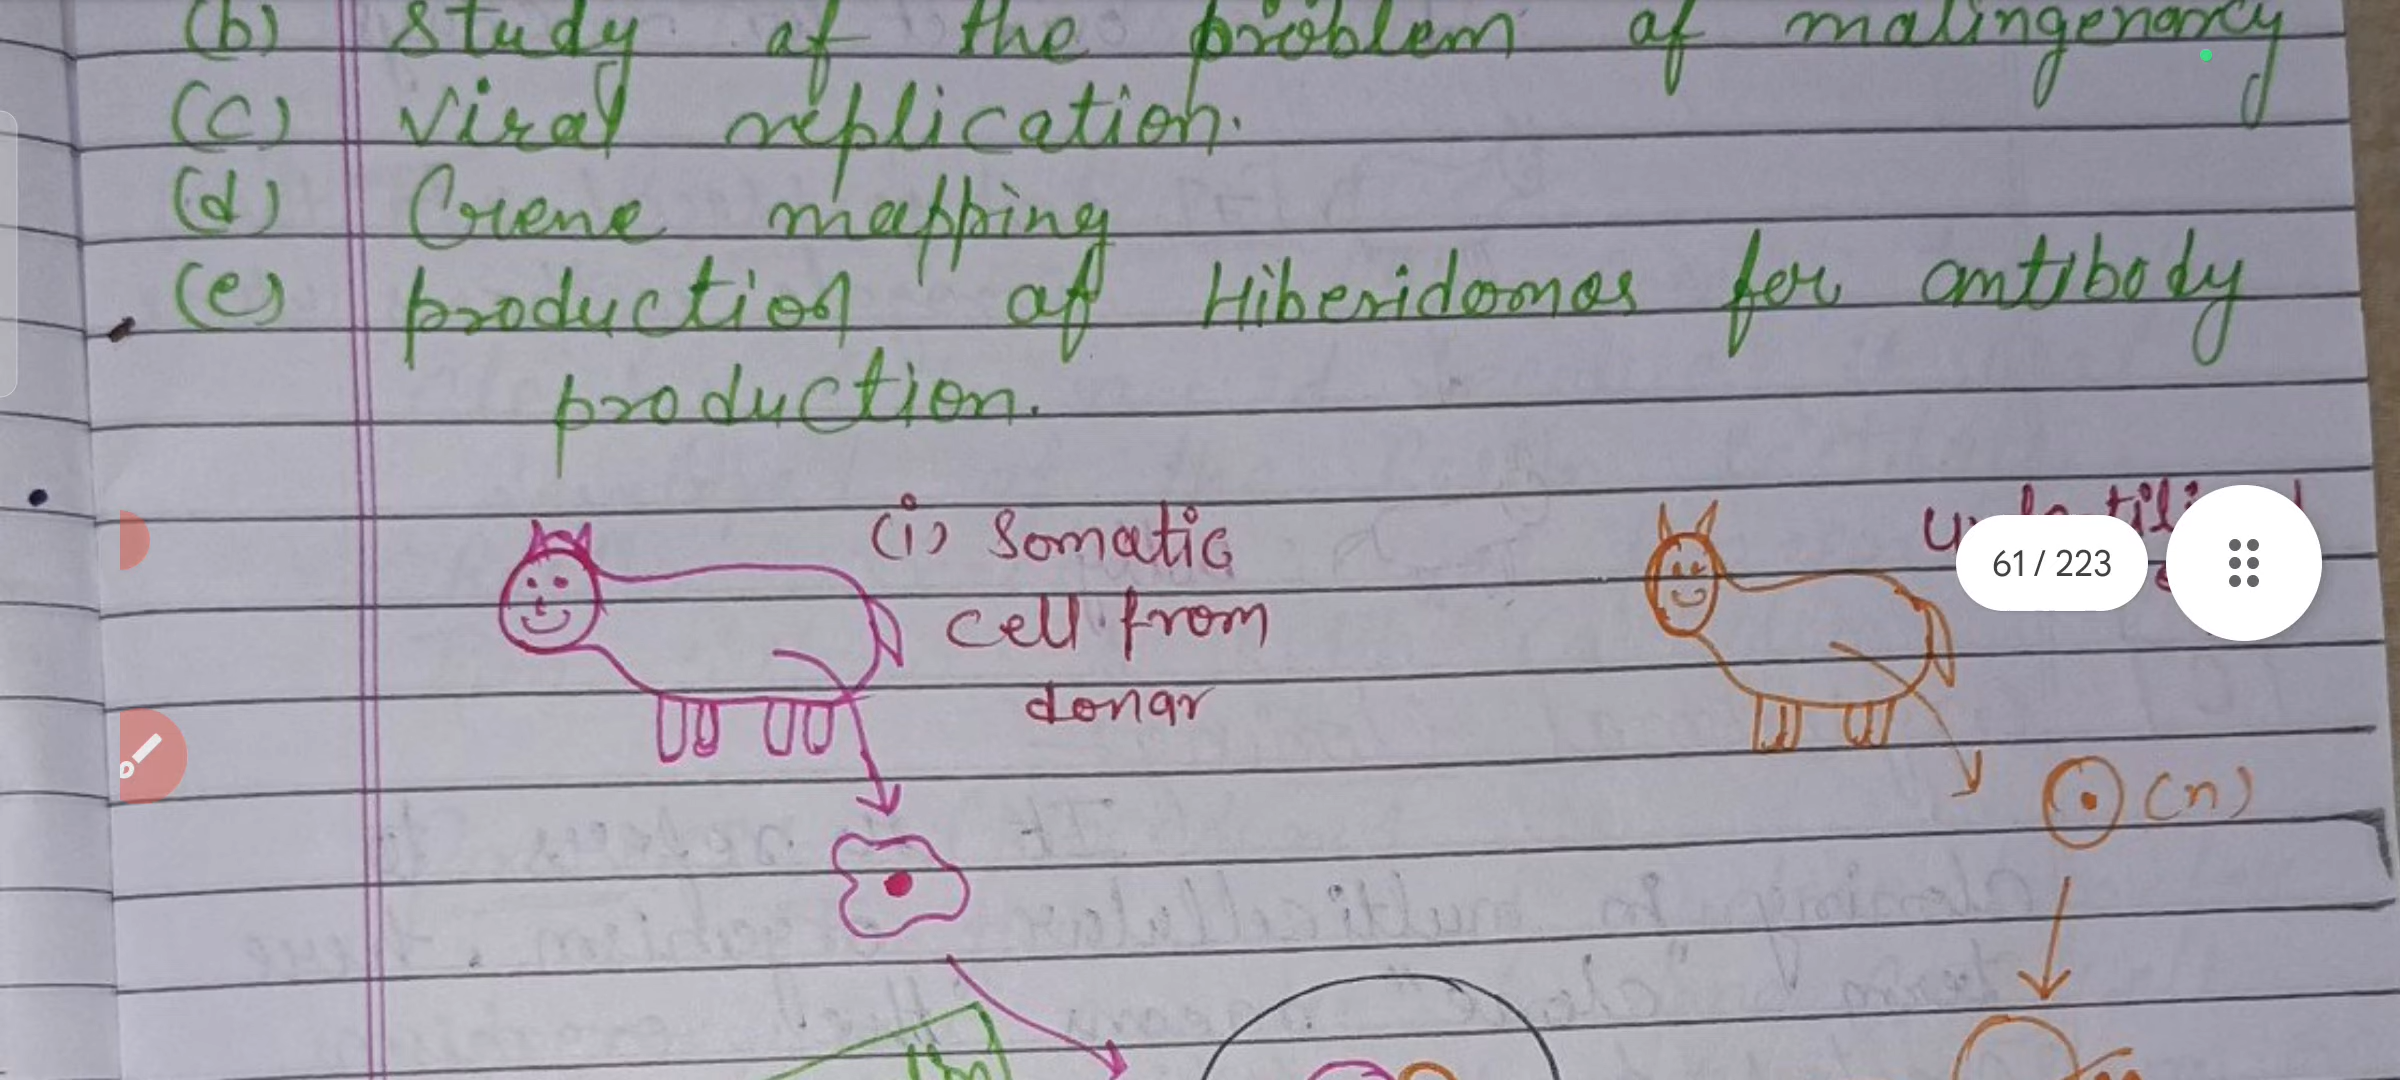 (b) study of the problem of malingenancy
(c) viral replication.
(d) Gene mapping
(e) production of Hiberidomas for antibody
production.
(i) Somatic
cell from
donar
61 / 223
(n)